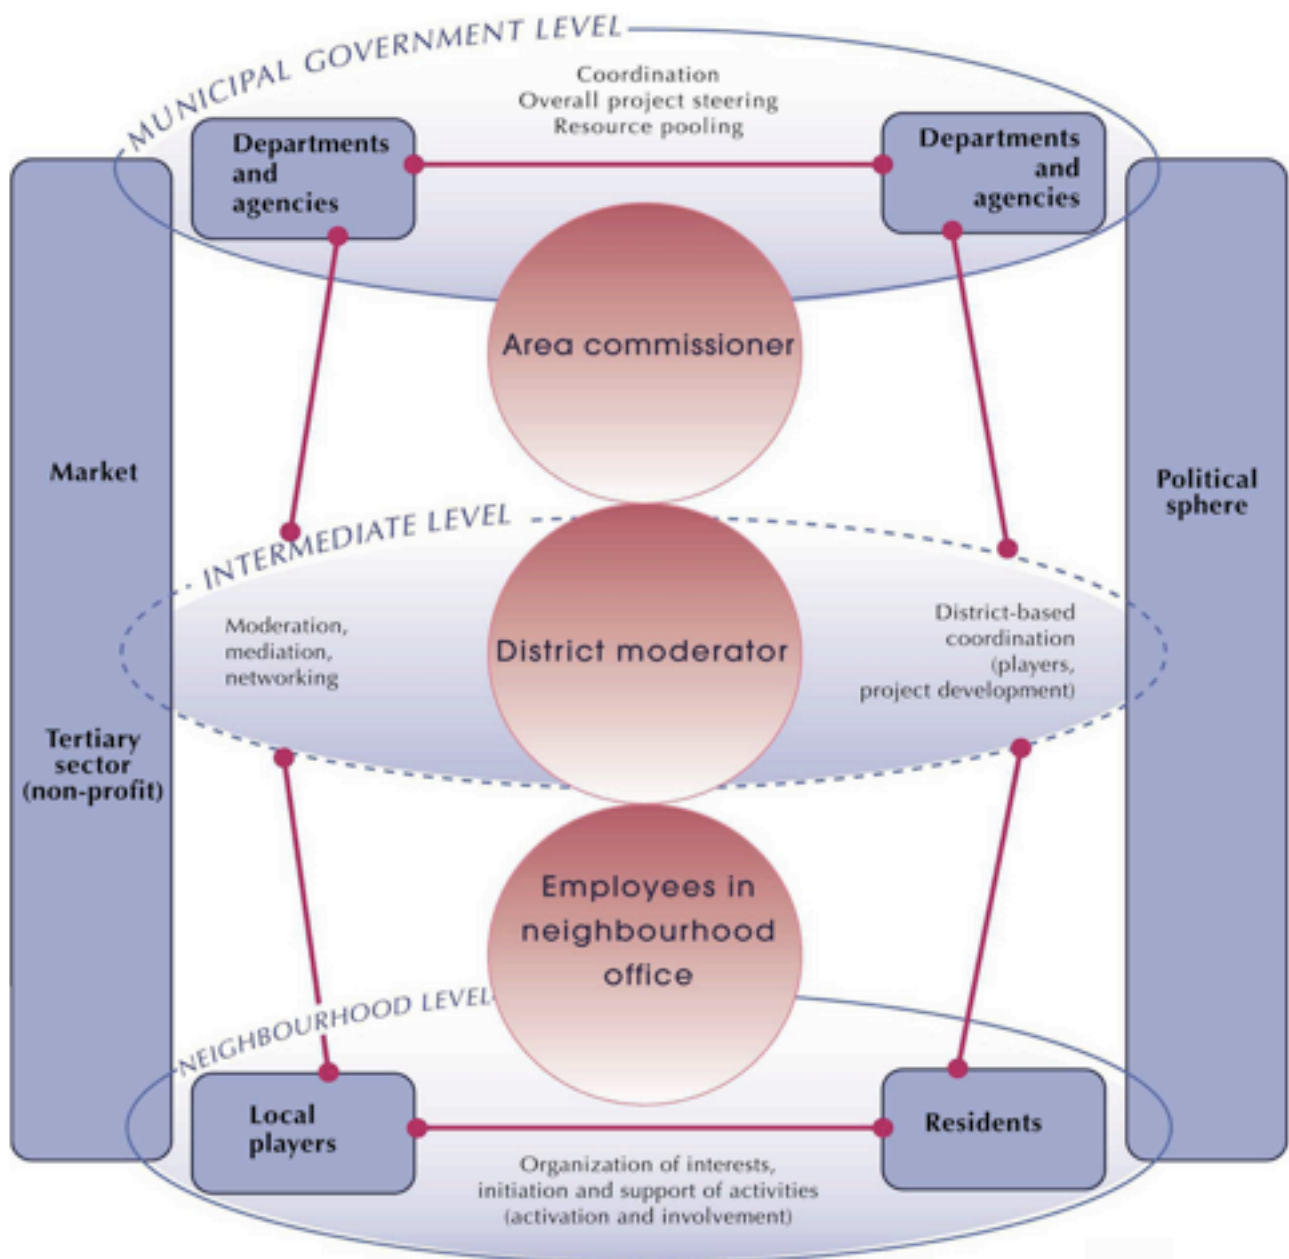 MUNICIPAL GOVERNMENT LEVEL
Coordination
Overall project steering
Resource pooling
Departments
and
agencies
Departments
and
agencies
Area commissioner
Market
Political
sphere
INTERMEDIATE LEVEL
Moderation,
mediation,
networking
District moderator
District-based
coordination
(players,
project development)
Tertiary
sector
(non-profit)
Employees in
neighbourhood
office
NEIGHBOURHOOD LEVEL
Local
players
Residents
Organization of interests,
initiation and support of activities
(activation and involvement)